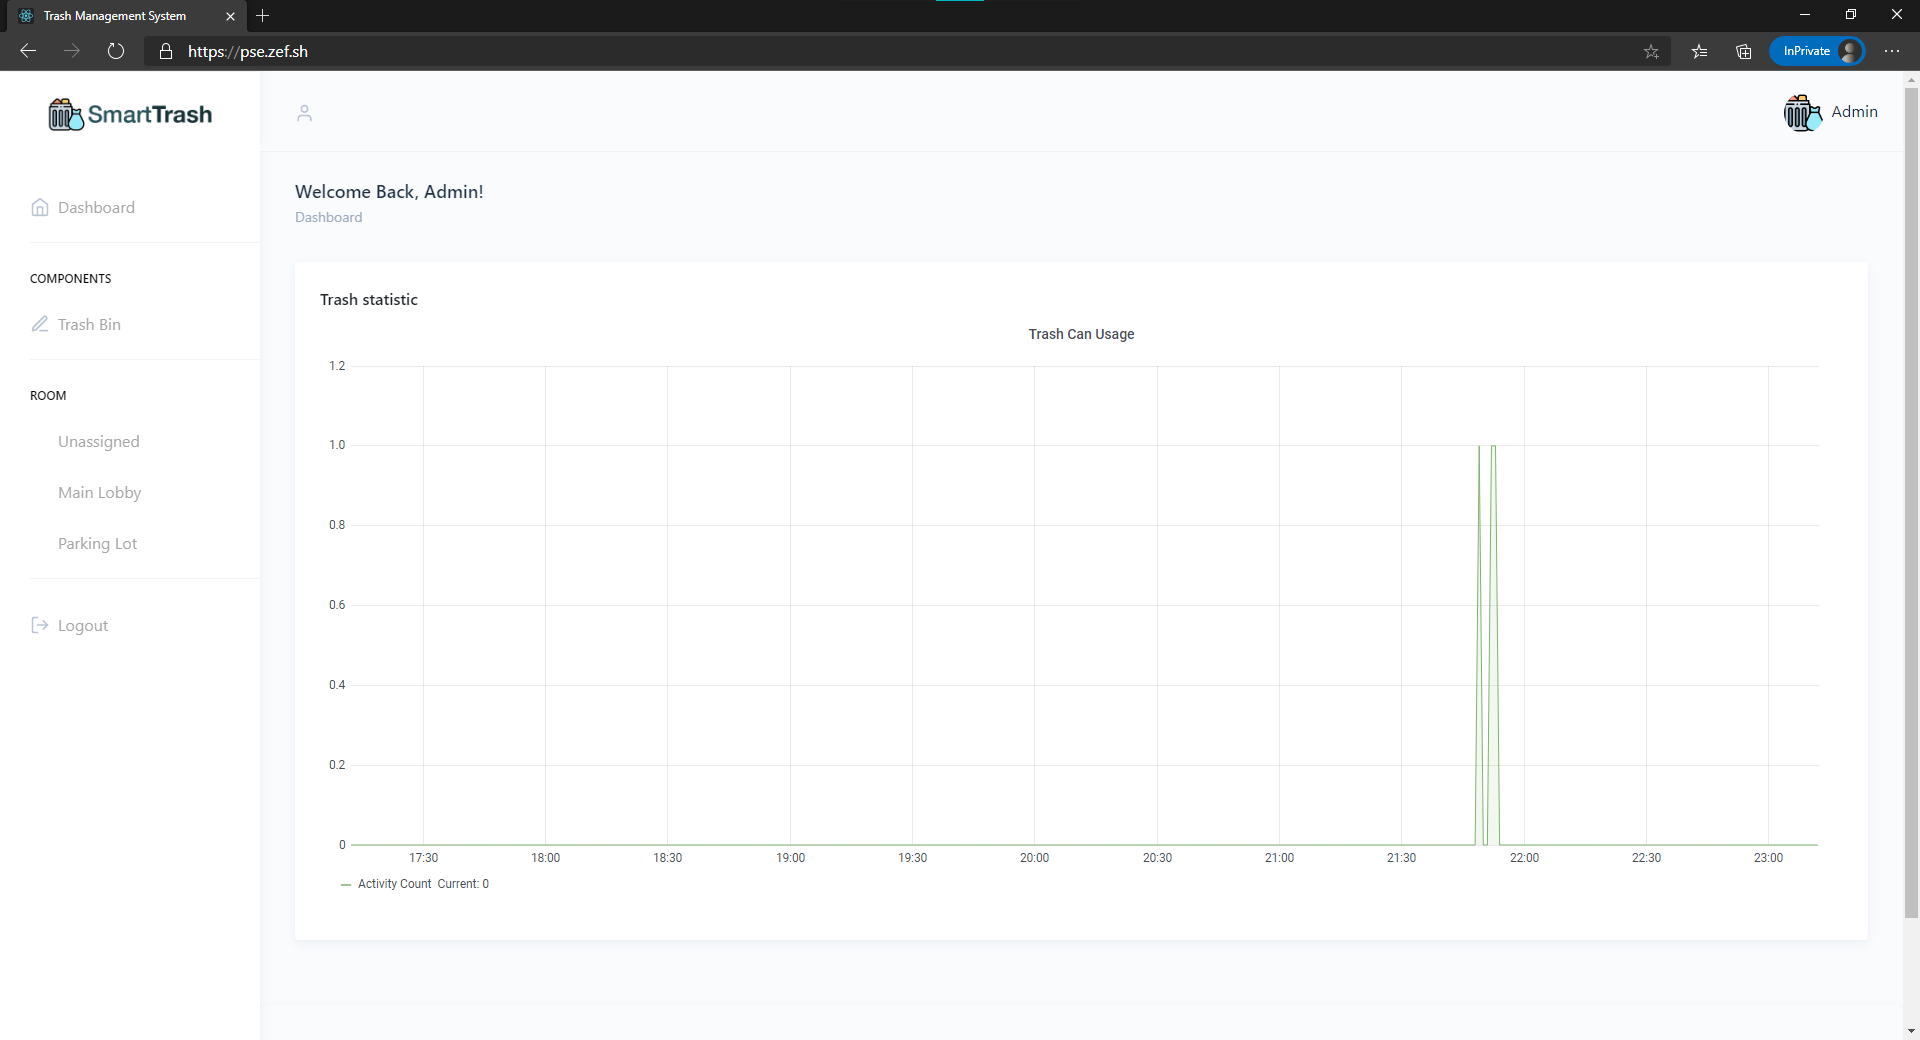 Trash Management System
https://pse.zef.sh
InPrivate
SmartTrash
Admin
Dashboard
COMPONENTS
Trash Bin
ROOM
Unassigned
Main Lobby
Parking Lot
Logout
Welcome Back, Admin!
Dashboard
Trash statistic
Trash Can Usage
1.2
1.0
0.8
0.6
0.4
0.2
0
17:30 18:00 18:30 19:00 19:30 20:00 20:30 21:00 21:30 22:00 22:30 23:00
Activity Count Current: 0